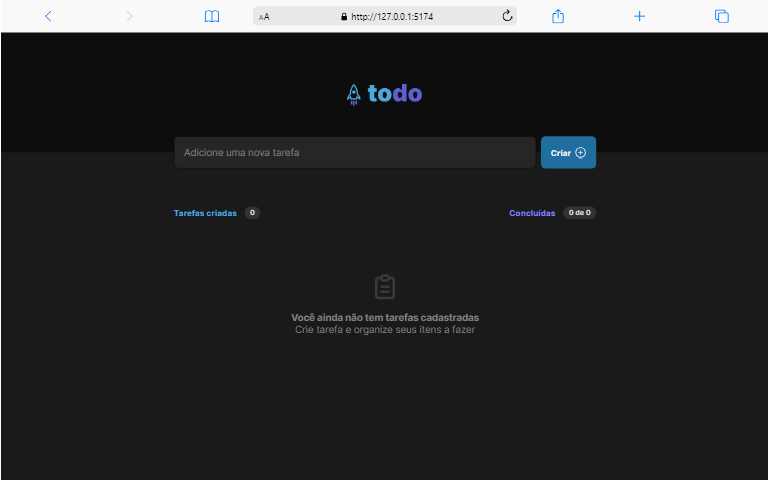 AA http://127.0.0.1:5174
todo
Adicione uma nova tarefa Criar
Tarefas criadas 0 Concluídas 0 de 0
Você ainda não tem tarefas cadastradas
Crie tarefa e organize seus itens a fazer